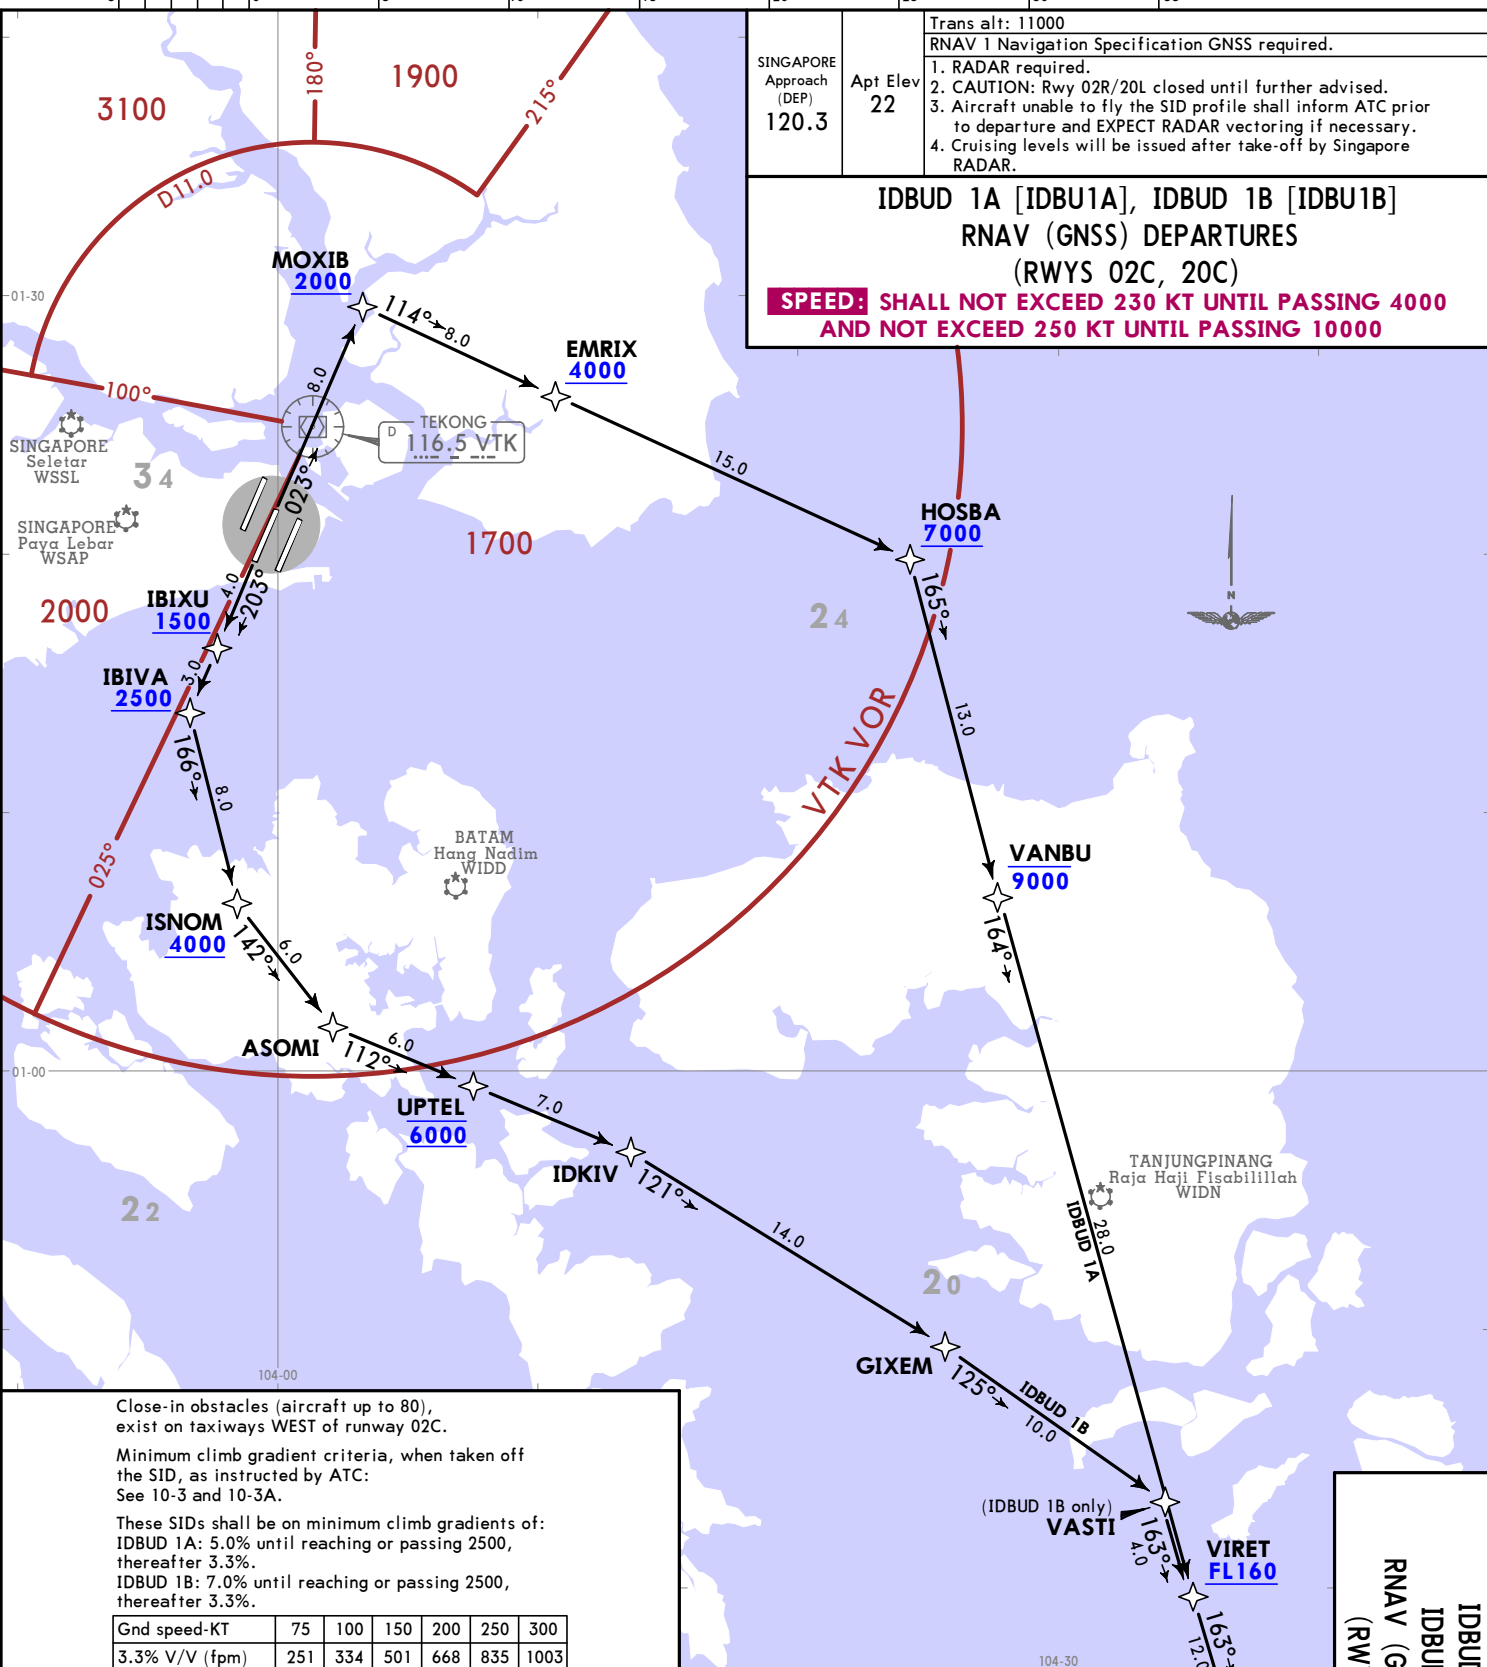 SINGAPORE
Approach
(DEP)
120.3
Apt Elev
22
Trans alt: 11000
RNAV 1 Navigation Specification GNSS required.
1. RADAR required.
2. CAUTION: Rwy 02R/20L closed until further advised.
3. Aircraft unable to fly the SID profile shall inform ATC prior
to departure and EXPECT RADAR vectoring if necessary.
4. Cruising levels will be issued after take-off by Singapore
RADAR.
IDBUD 1A [IDBU1A], IDBUD 1B [IDBU1B]
RNAV (GNSS) DEPARTURES
(RWYS 02C, 20C)
SPEED: SHALL NOT EXCEED 230 KT UNTIL PASSING 4000
AND NOT EXCEED 250 KT UNTIL PASSING 10000
3100
180°
1900
215°
D11.0
MOXIB
2000
01-30
114°
8.0
EMRIX
4000
8.0
100°
TEKONG
D
116.5 VTK
SINGAPORE
Seletar
WSSL
34
023°
15.0
SINGAPORE
Paya Lebar
WSAP
1700
HOSBA
7000
165°
2000
IBIXU
1500
4.0
203°
24
N
IBIVA
2500
3.0
166°
8.0
13.0
VTK VOR
025°
BATAM
Hang Nadim
WIDD
VANBU
9000
164°
ISNOM
4000
142°
6.0
ASOMI
112°
6.0
01-00
UPTEL
6000
7.0
IDKIV
121°
14.0
TANJUNGPINANG
Raja Haji Fisabilillah
WIDN
22
28.0
IDBUD 1A
20
GIXEM
125°
IDBUD 1B
10.0
104-00
(IDBUD 1B only)
VASTI
163°
4.0
VIRET
FL160
163°
12.0
104-30
Close-in obstacles (aircraft up to 80),
exist on taxiways WEST of runway 02C.
Minimum climb gradient criteria, when taken off
the SID, as instructed by ATC:
See 10-3 and 10-3A.
These SIDs shall be on minimum climb gradients of:
IDBUD 1A: 5.0% until reaching or passing 2500,
thereafter 3.3%.
IDBUD 1B: 7.0% until reaching or passing 2500,
thereafter 3.3%.
Gnd speed-KT 75 100 150 200 250 300
3.3% V/V (fpm) 251 334 501 668 835 1003
IDBU
IDBU
RNAV (G
(RW